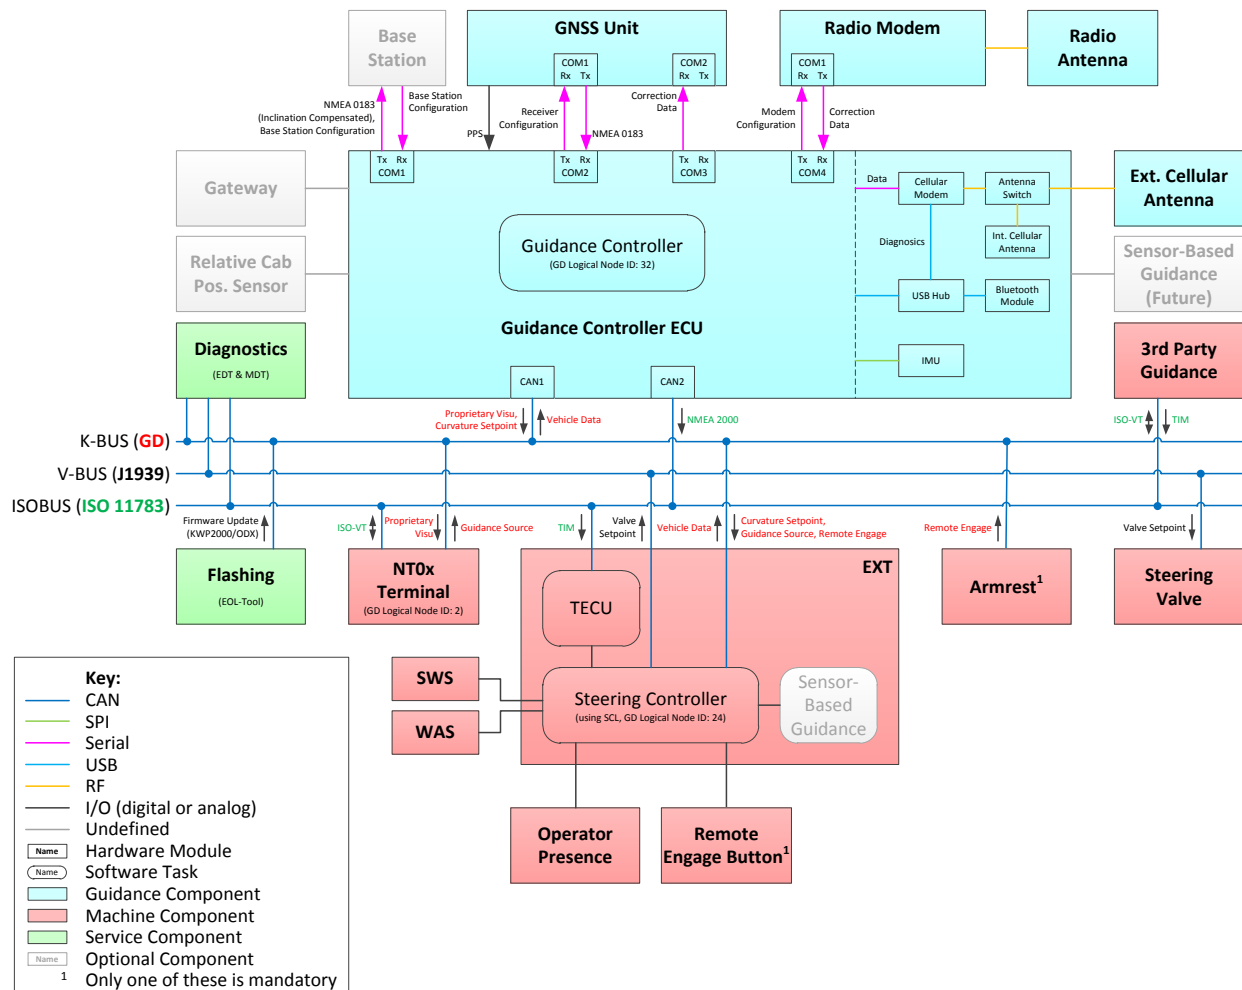 Base
Station
GNSS Unit
COM1
Rx Tx
COM2
Rx Tx
Radio Modem
COM1
Rx Tx
Radio
Antenna
NMEA 0183
(Inclination Compensated),
Base Station Configuration
Base Station
Configuration
PPS
Receiver
Configuration
NMEA 0183
Correction
Data
Modem
Configuration
Correction
Data
Gateway
Relative Cab
Pos. Sensor
Tx Rx
COM1
Tx Rx
COM2
Tx Rx
COM3
Tx Rx
COM4
Guidance Controller
(GD Logical Node ID: 32)
Guidance Controller ECU
CAN1
CAN2
Data
Cellular
Modem
Antenna
Switch
Int. Cellular
Antenna
Diagnosics
USB Hub
Bluetooth
Module
IMU
Ext. Cellular
Antenna
Sensor-Based
Guidance
(Future)
Diagnostics
(EDT & MDT)
3rd Party
Guidance
Proprietary Visu,
Curvature Setpoint
Vehicle Data
NMEA 2000
ISO-VT
TIM
K-BUS (GD)
V-BUS (J1939)
ISOBUS (ISO 11783)
Firmware Update
(KWP2000/ODX)
ISO-VT
Proprietary
Visu
Guidance Source
TIM
Valve
Setpoint
Vehicle Data
Curvature Setpoint,
Guidance Source, Remote Engage
Remote Engage
Valve Setpoint
Flashing
(EOL-Tool)
NT0x
Terminal
(GD Logical Node ID: 2)
EXT
TECU
Armrest1
Steering
Valve
SWS
WAS
Steering Controller
(using SCL, GD Logical Node ID: 24)
Sensor-
Based
Guidance
Operator
Presence
Remote
Engage Button1
Key:
CAN
SPI
Serial
USB
RF
I/O (digital or analog)
Undefined
Name Hardware Module
Name Software Task
Guidance Component
Machine Component
Service Component
Name Optional Component
1 Only one of these is mandatory